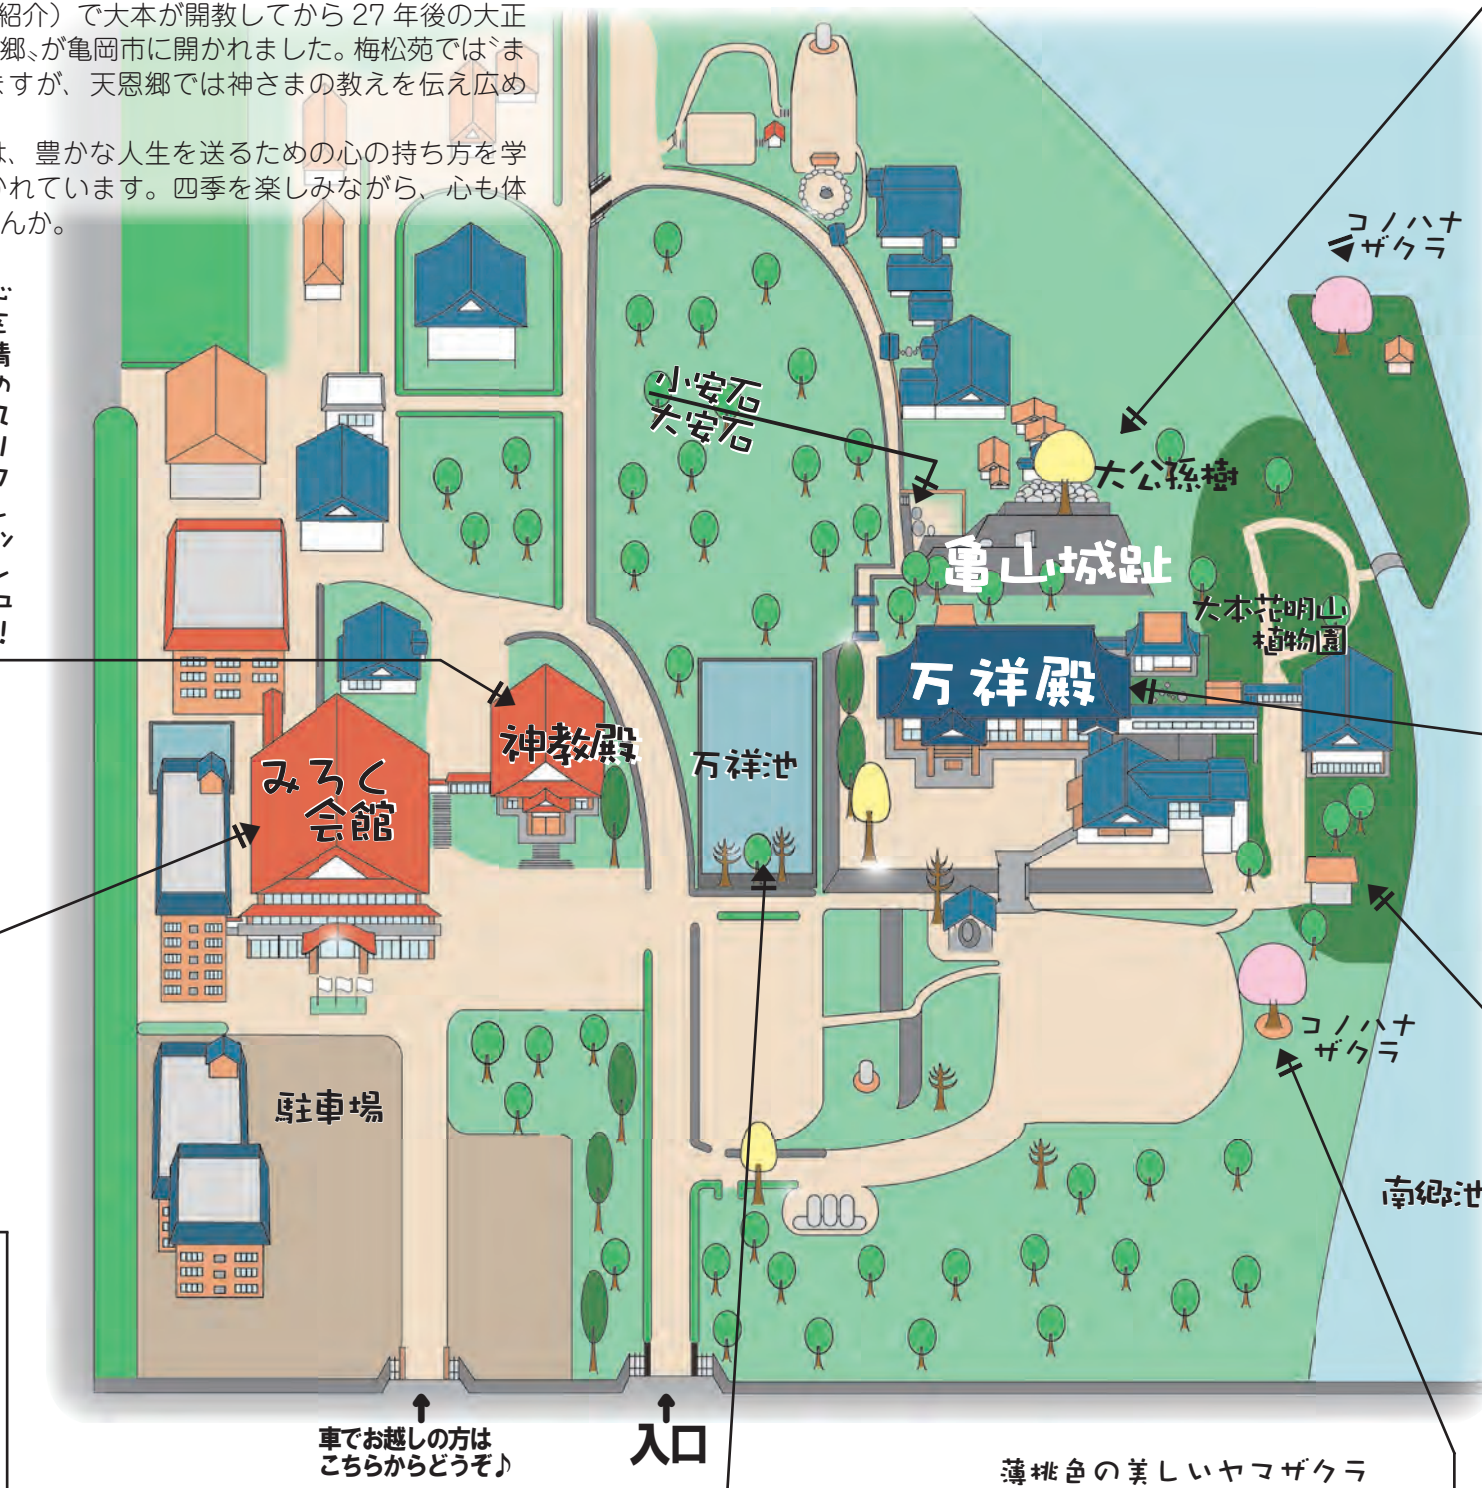 紹介）で大本が開教してから 27 年後の大正
郷〟が亀岡市に開かれました。梅松苑では〝ま
ますが、天恩郷では神さまの教えを伝え広め
は、豊かな人生を送るための心の持ち方を学
かれています。四季を楽しみながら、心も体
んか。
コノハナ
ザクラ
小安石
大安石
大公孫樹
亀山城趾
大本花明山
植物園
万祥殿
神教殿
万祥池
みろく
会館
コノハナ
ザクラ
駐車場
南郷池
車でお越しの方は
こちらからどうぞ♪
入口
薄桃色の美しいヤマザクラ